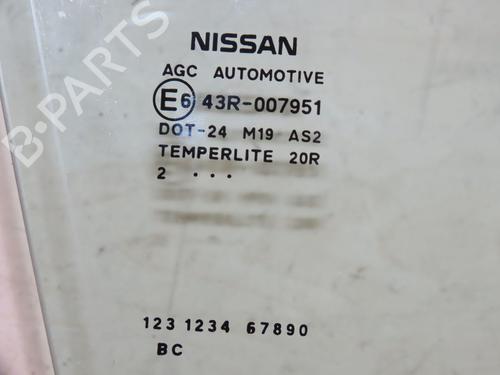 B-PARTS
NISSAN
AGC AUTOMOTIVE
E6 43R-007951
DOT-24 M19 AS2
TEMPERLITE 20R
2 ...
123 1234 67890
BC